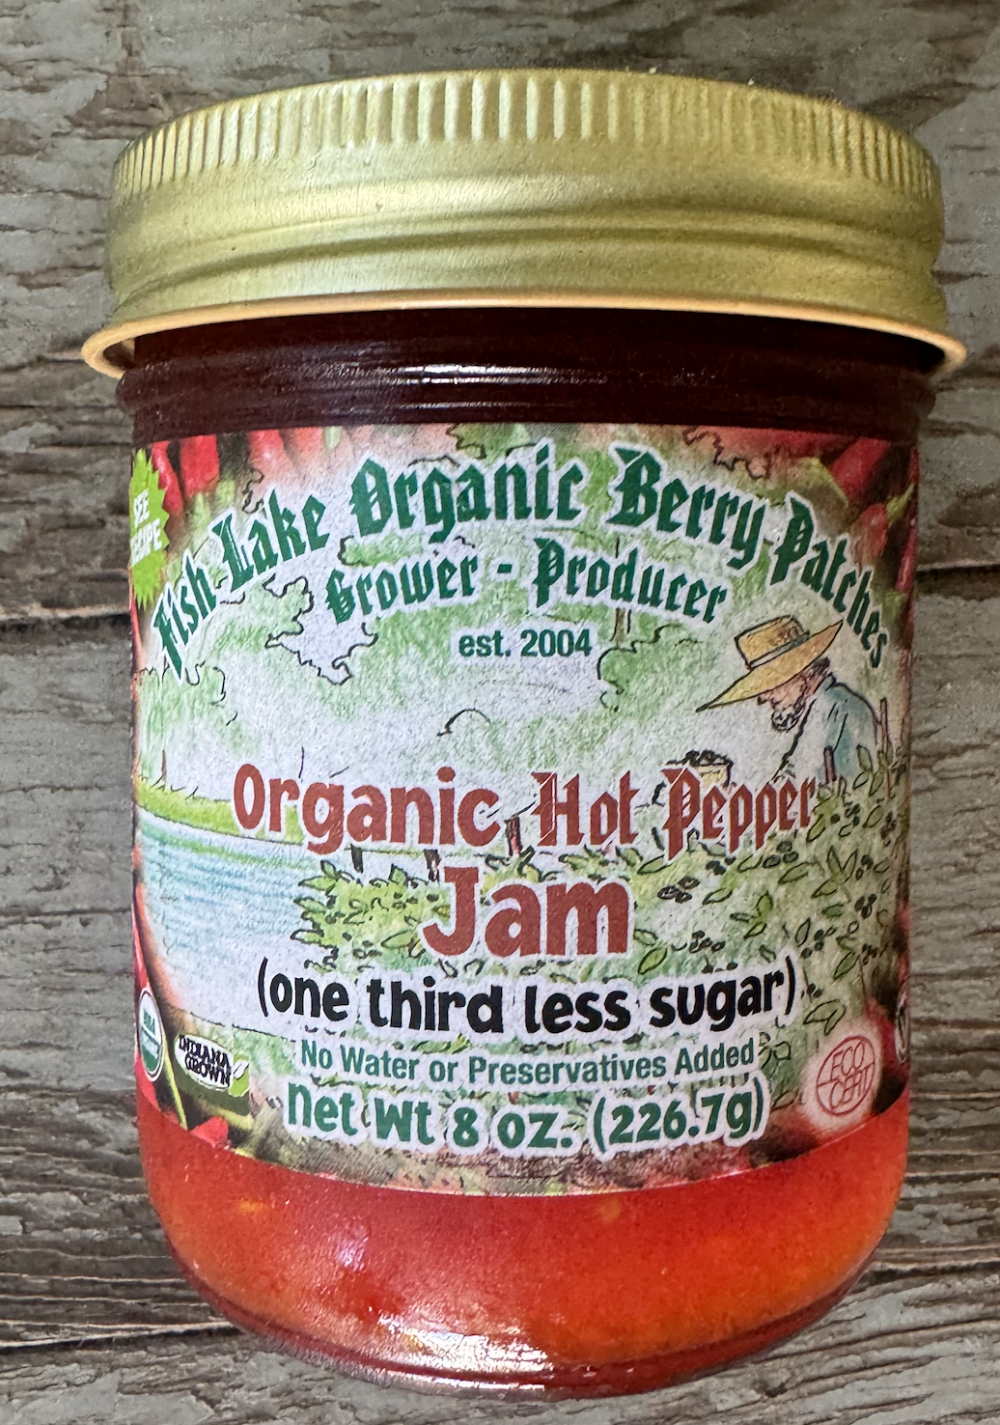 SEE
RECIPE
Fish Lake Organic Berry Patches
Grower - Producer
est. 2004
Organic Hot Pepper
Jam
(one third less sugar)
No Water or Preservatives Added
Net Wt 8 oz. (226.7g)
USDA
INDIANA
GROWN
ECO
CERT